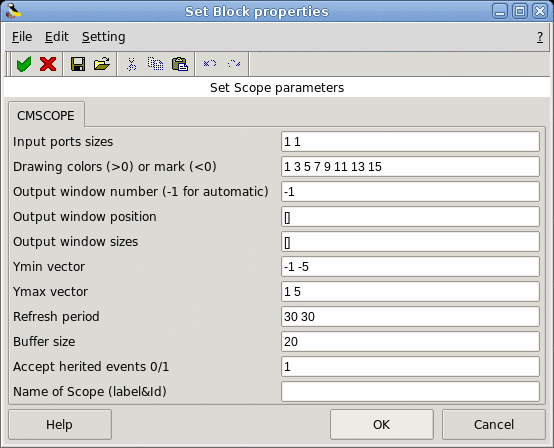 Set Block properties
File Edit Setting ?
Set Scope parameters
CMSCOPE
Input ports sizes 1 1
Drawing colors (>0) or mark (<0) 1 3 5 7 9 11 13 15
Output window number (-1 for automatic) -1
Output window position []
Output window sizes []
Ymin vector -1 -5
Ymax vector 1 5
Refresh period 30 30
Buffer size 20
Accept herited events 0/1 1
Name of Scope (label&Id)
Help OK Cancel